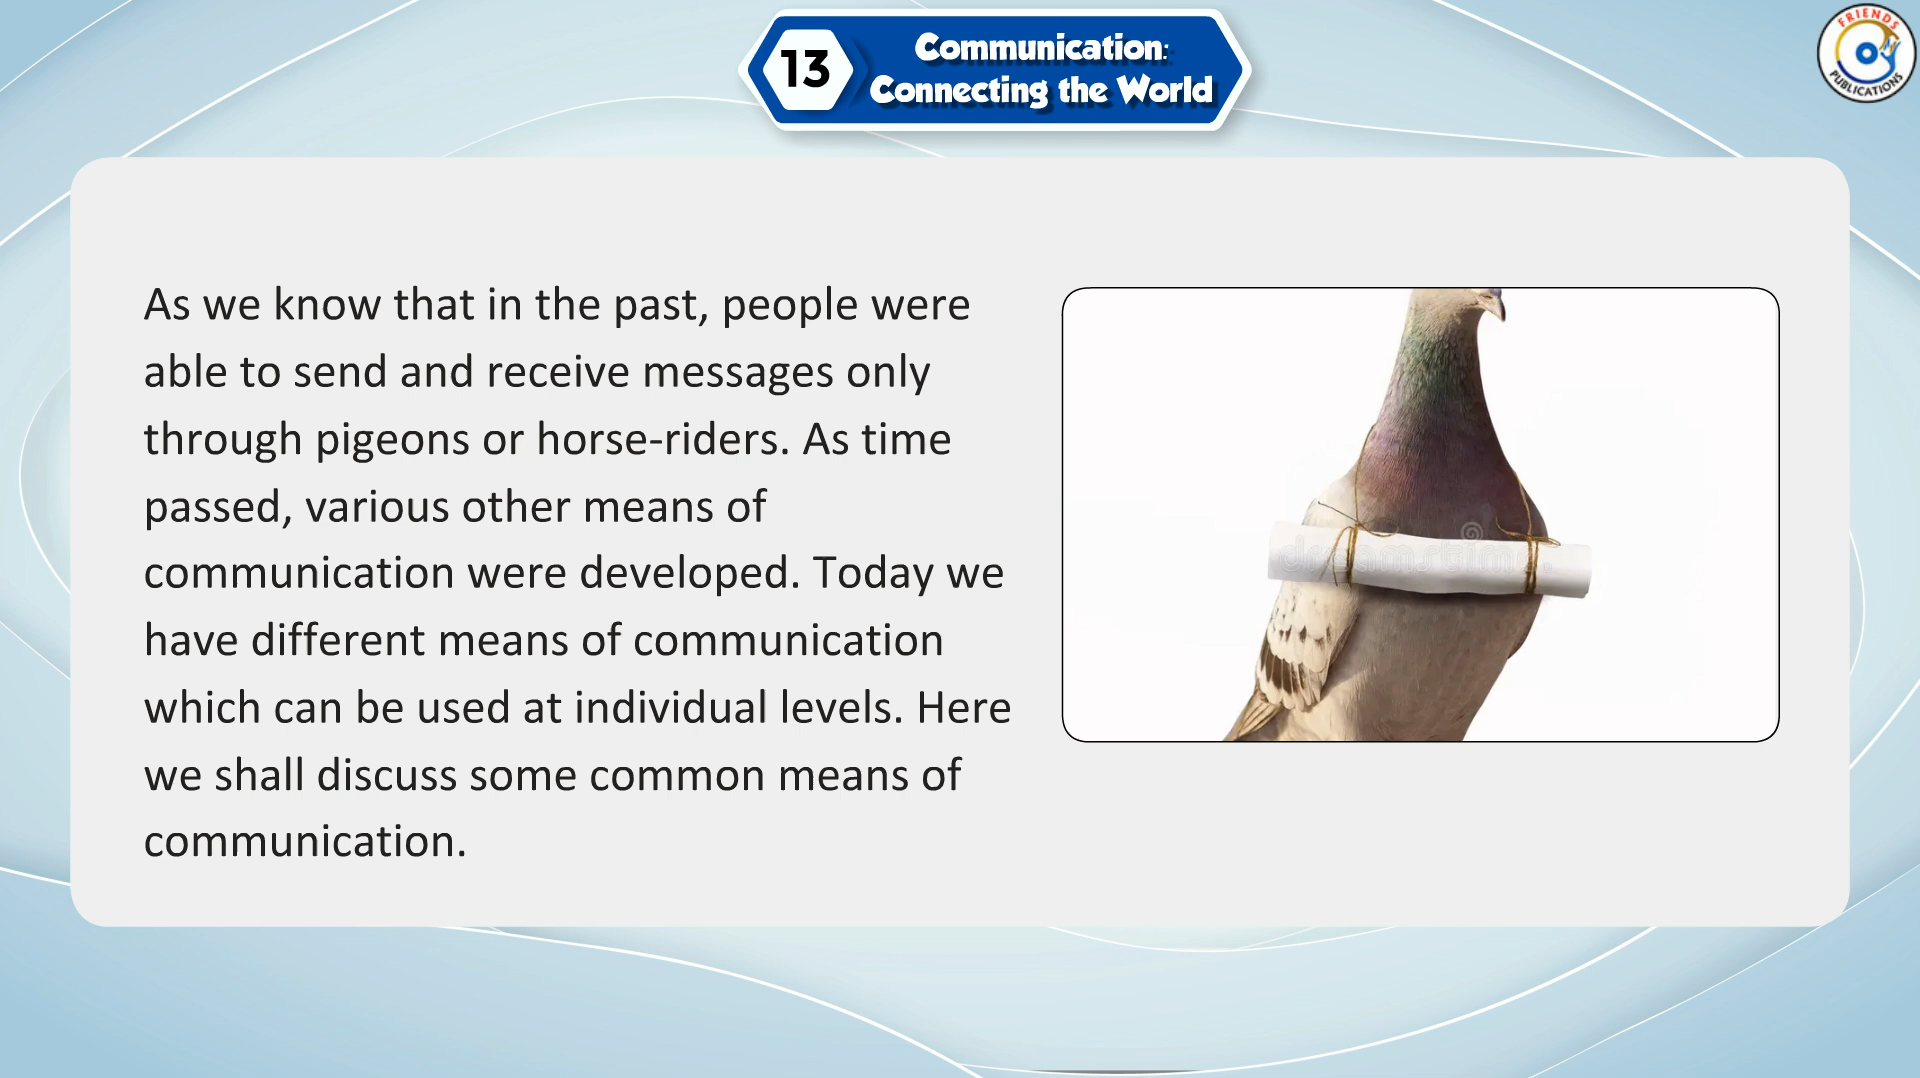 13
Communication:
Connecting the World
FRIENDS
PUBLICATIONS
As we know that in the past, people were
able to send and receive messages only
through pigeons or horse-riders. As time
passed, various other means of
communication were developed. Today we
have different means of communication
which can be used at individual levels. Here
we shall discuss some common means of
communication.
dreamstime.